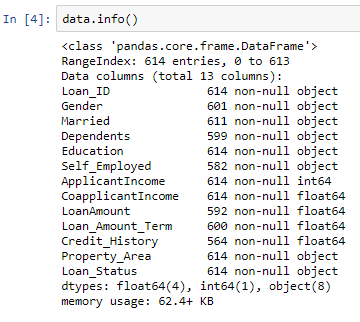 In [4]: data.info()
<class 'pandas.core.frame.DataFrame'>
RangeIndex: 614 entries, 0 to 613
Data columns (total 13 columns):
Loan_ID              614 non-null object
Gender               601 non-null object
Married              611 non-null object
Dependents           599 non-null object
Education            614 non-null object
Self_Employed        582 non-null object
ApplicantIncome      614 non-null int64
CoapplicantIncome    614 non-null float64
LoanAmount           592 non-null float64
Loan_Amount_Term     600 non-null float64
Credit_History       564 non-null float64
Property_Area        614 non-null object
Loan_Status          614 non-null object
dtypes: float64(4), int64(1), object(8)
memory usage: 62.4+ KB